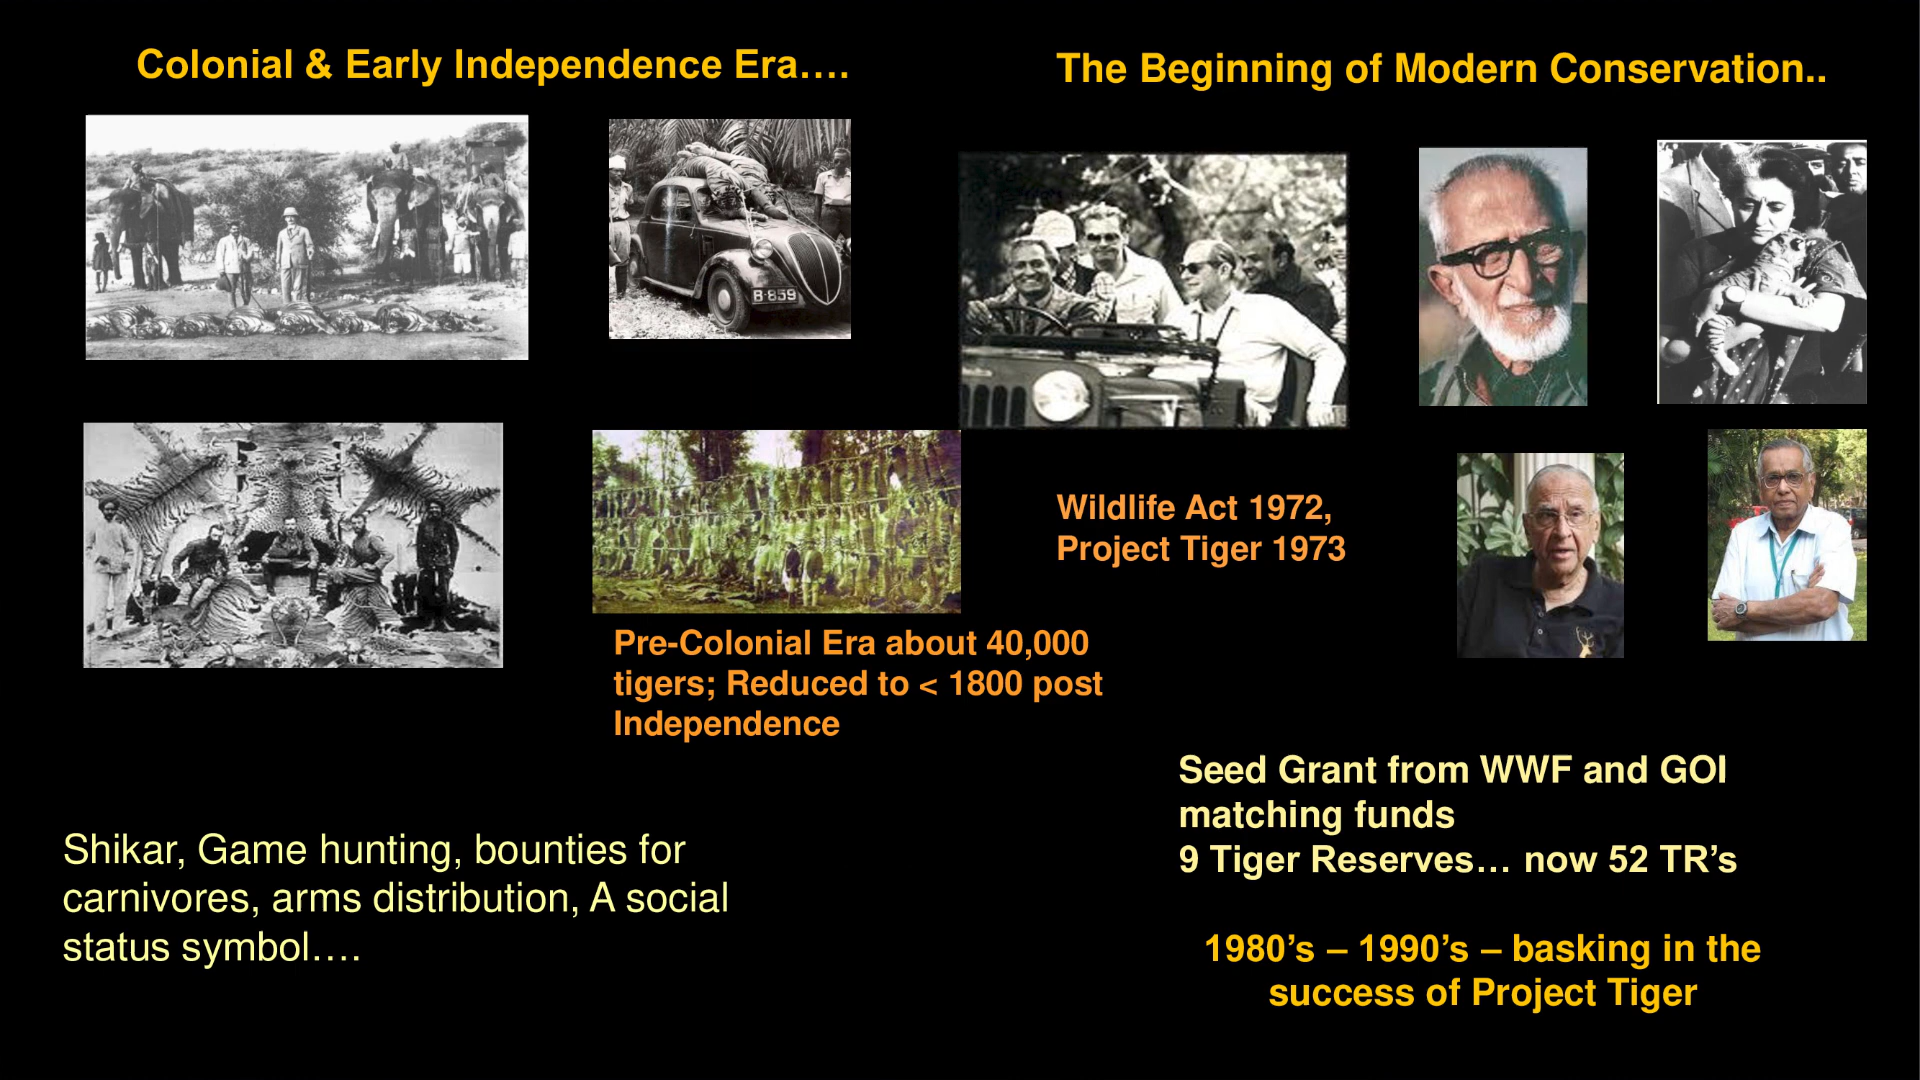 Colonial & Early Independence Era….
The Beginning of Modern Conservation..
B·859
Wildlife Act 1972,
Project Tiger 1973
Pre-Colonial Era about 40,000
tigers; Reduced to < 1800 post
Independence
Seed Grant from WWF and GOI
matching funds
9 Tiger Reserves… now 52 TR’s
Shikar, Game hunting, bounties for
carnivores, arms distribution, A social
status symbol….
1980’s – 1990’s – basking in the
success of Project Tiger